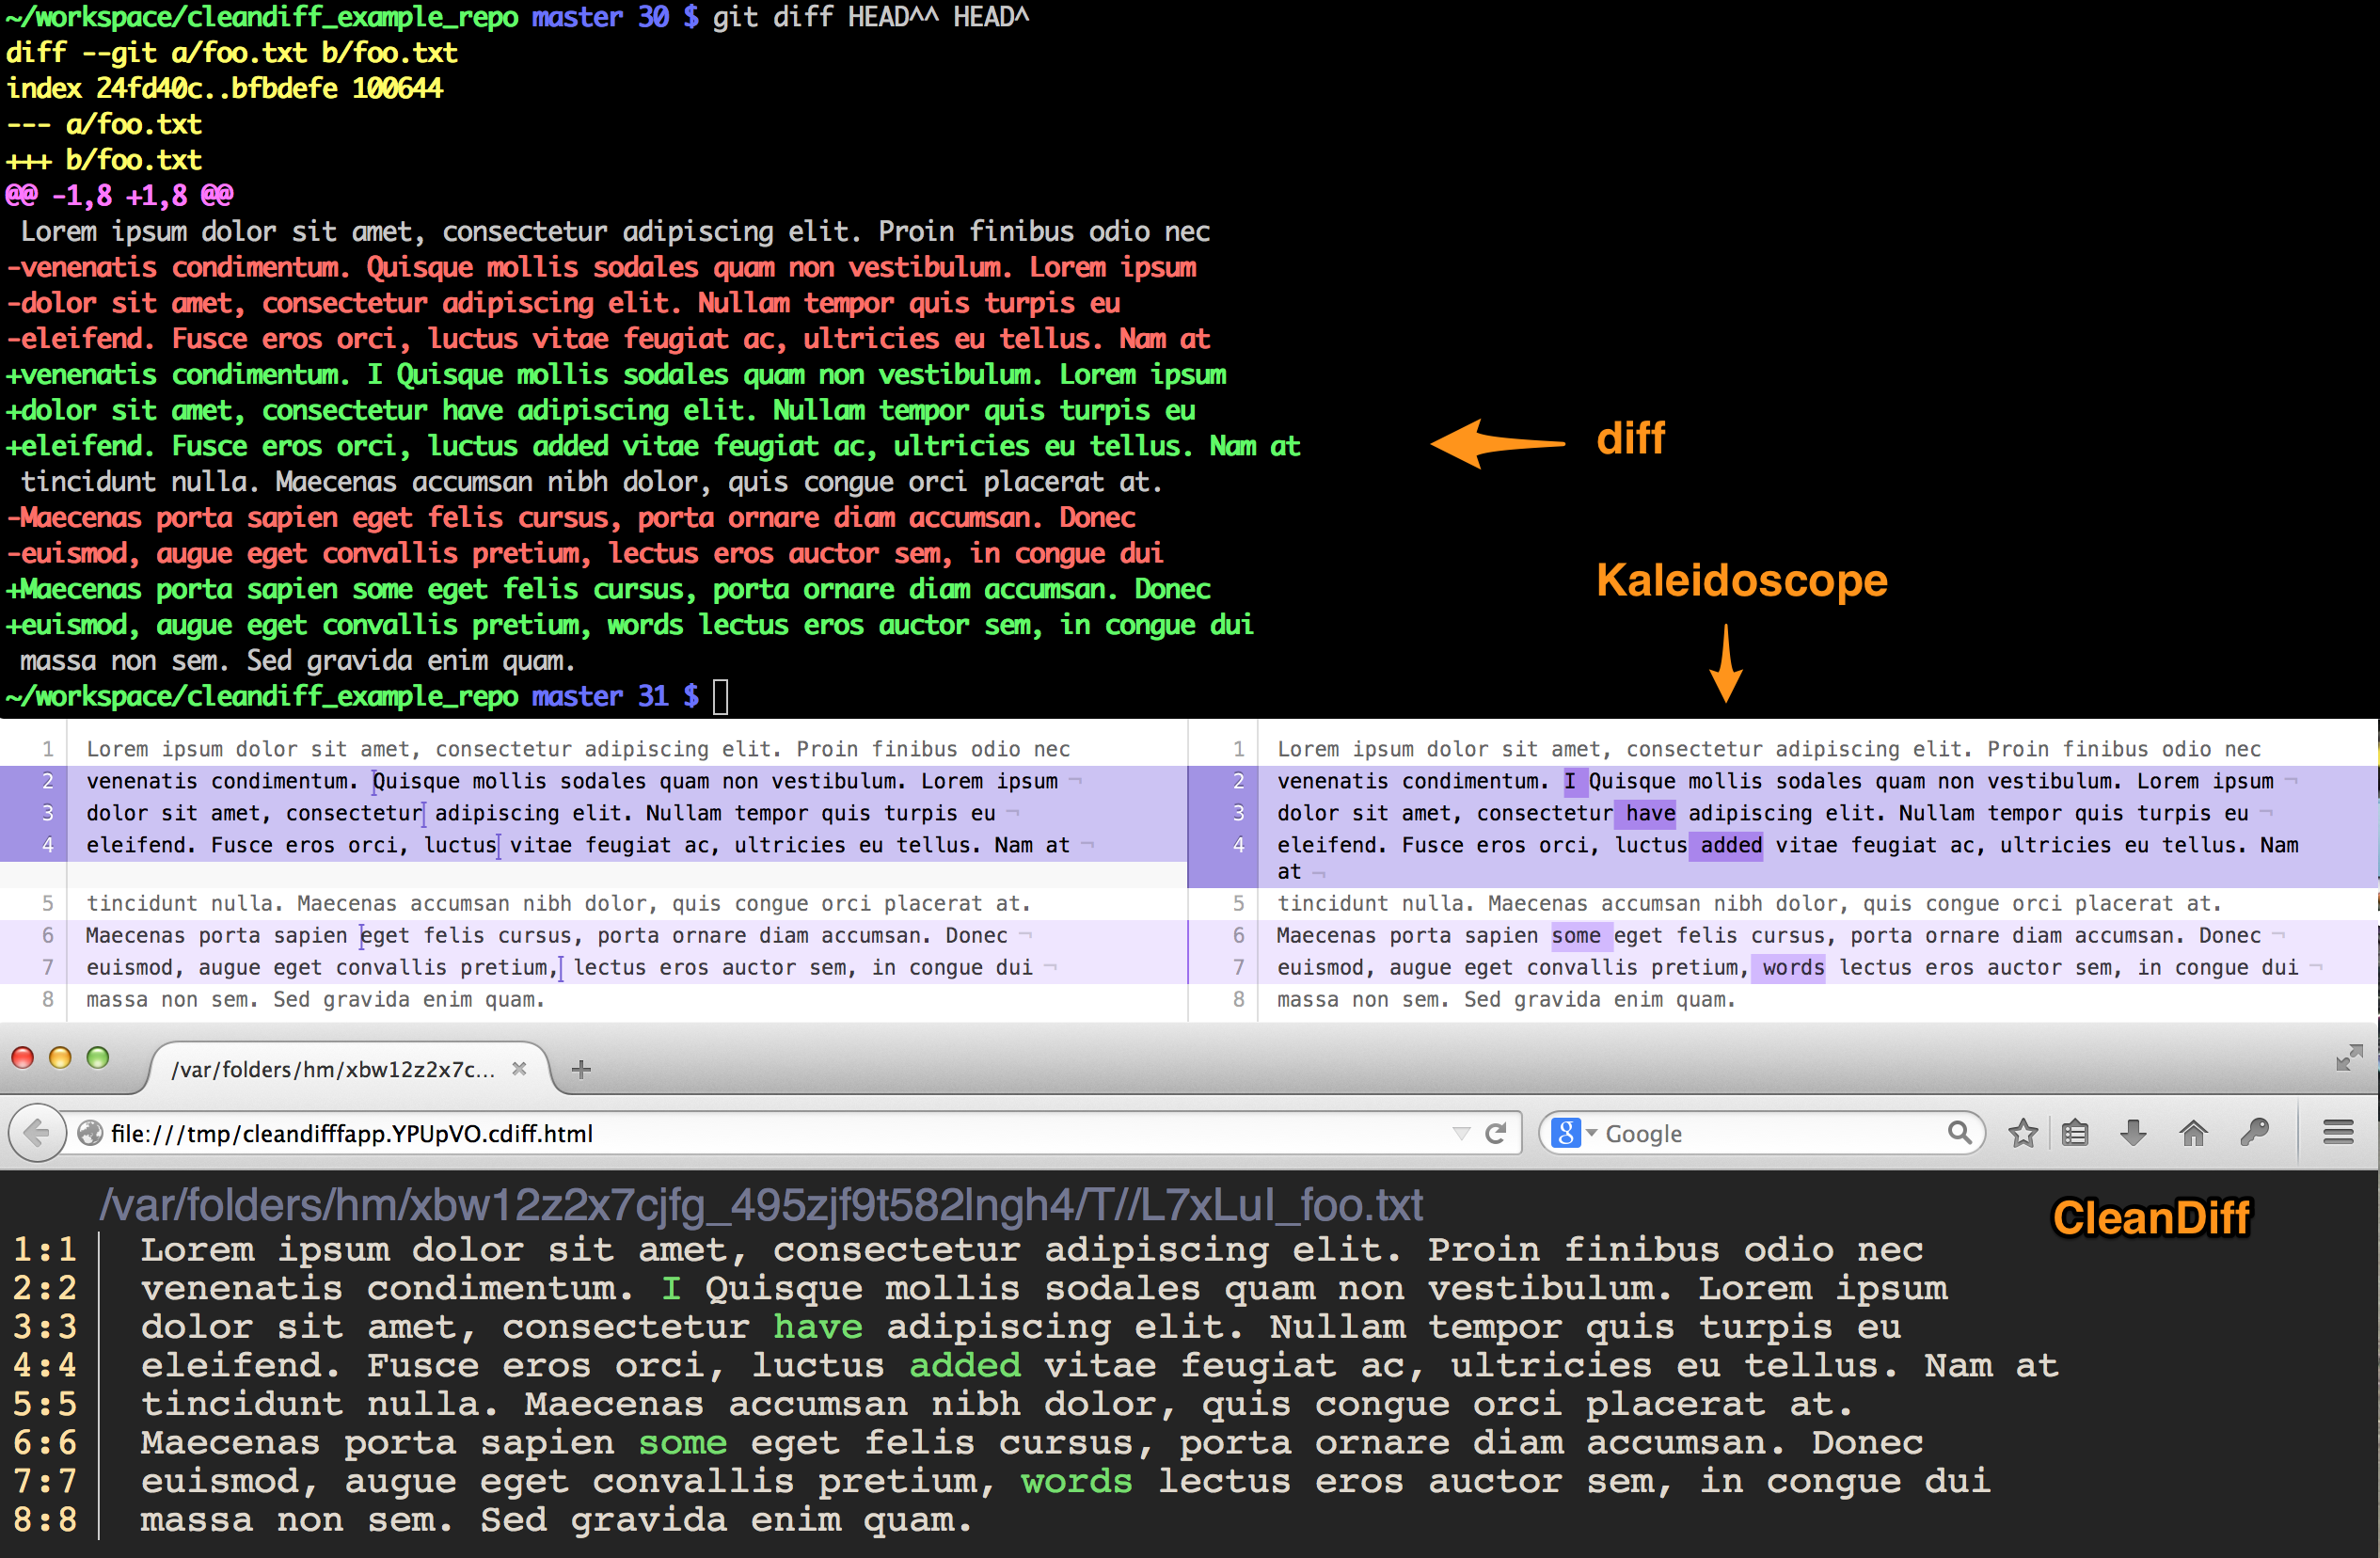 ~/workspace/cleandiff_example_repo master 30 $ git diff HEAD^^ HEAD^
diff --git a/foo.txt b/foo.txt
index 24fd40c..bfbdefe 100644
--- a/foo.txt
+++ b/foo.txt
@@ -1,8 +1,8 @@
 Lorem ipsum dolor sit amet, consectetur adipiscing elit. Proin finibus odio nec
-venenatis condimentum. Quisque mollis sodales quam non vestibulum. Lorem ipsum
-dolor sit amet, consectetur adipiscing elit. Nullam tempor quis turpis eu
-eleifend. Fusce eros orci, luctus vitae feugiat ac, ultricies eu tellus. Nam at
+venenatis condimentum. I Quisque mollis sodales quam non vestibulum. Lorem ipsum
+dolor sit amet, consectetur have adipiscing elit. Nullam tempor quis turpis eu
+eleifend. Fusce eros orci, luctus added vitae feugiat ac, ultricies eu tellus. Nam at
 tincidunt nulla. Maecenas accumsan nibh dolor, quis congue orci placerat at.
-Maecenas porta sapien eget felis cursus, porta ornare diam accumsan. Donec
-euismod, augue eget convallis pretium, lectus eros auctor sem, in congue dui
+Maecenas porta sapien some eget felis cursus, porta ornare diam accumsan. Donec
+euismod, augue eget convallis pretium, words lectus eros auctor sem, in congue dui
 massa non sem. Sed gravida enim quam.
~/workspace/cleandiff_example_repo master 31 $
diff
Kaleidoscope
1 Lorem ipsum dolor sit amet, consectetur adipiscing elit. Proin finibus odio nec
2 venenatis condimentum. Quisque mollis sodales quam non vestibulum. Lorem ipsum ¬
3 dolor sit amet, consectetur adipiscing elit. Nullam tempor quis turpis eu ¬
4 eleifend. Fusce eros orci, luctus vitae feugiat ac, ultricies eu tellus. Nam at ¬
5 tincidunt nulla. Maecenas accumsan nibh dolor, quis congue orci placerat at.
6 Maecenas porta sapien eget felis cursus, porta ornare diam accumsan. Donec ¬
7 euismod, augue eget convallis pretium, lectus eros auctor sem, in congue dui ¬
8 massa non sem. Sed gravida enim quam.
1 Lorem ipsum dolor sit amet, consectetur adipiscing elit. Proin finibus odio nec
2 venenatis condimentum. I Quisque mollis sodales quam non vestibulum. Lorem ipsum ¬
3 dolor sit amet, consectetur have adipiscing elit. Nullam tempor quis turpis eu ¬
4 eleifend. Fusce eros orci, luctus added vitae feugiat ac, ultricies eu tellus. Nam
at ¬
5 tincidunt nulla. Maecenas accumsan nibh dolor, quis congue orci placerat at.
6 Maecenas porta sapien some eget felis cursus, porta ornare diam accumsan. Donec ¬
7 euismod, augue eget convallis pretium, words lectus eros auctor sem, in congue dui ¬
8 massa non sem. Sed gravida enim quam.
/var/folders/hm/xbw12z2x7c...
file:///tmp/cleandifffapp.YPUpVO.cdiff.html
g Google
/var/folders/hm/xbw12z2x7cjfg_495zjf9t582lngh4/T//L7xLuI_foo.txt
CleanDiff
1:1 Lorem ipsum dolor sit amet, consectetur adipiscing elit. Proin finibus odio nec
2:2 venenatis condimentum. I Quisque mollis sodales quam non vestibulum. Lorem ipsum
3:3 dolor sit amet, consectetur have adipiscing elit. Nullam tempor quis turpis eu
4:4 eleifend. Fusce eros orci, luctus added vitae feugiat ac, ultricies eu tellus. Nam at
5:5 tincidunt nulla. Maecenas accumsan nibh dolor, quis congue orci placerat at.
6:6 Maecenas porta sapien some eget felis cursus, porta ornare diam accumsan. Donec
7:7 euismod, augue eget convallis pretium, words lectus eros auctor sem, in congue dui
8:8 massa non sem. Sed gravida enim quam.